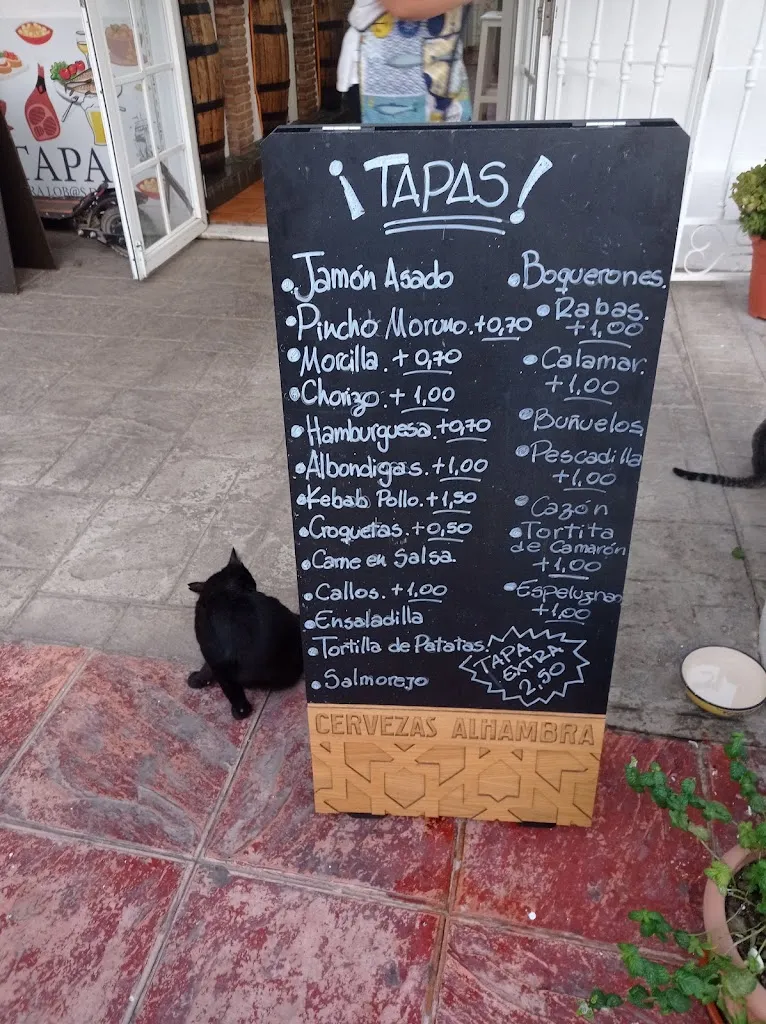 ¡TAPAS!
• Jamón Asado
• Pincho Moruno. +0,70
• Morcilla. + 0,70
• Chorizo. + 1,00
• Hamburguesa. +0,70
• Albondigas. +1,00
• Kebab Pollo. +1,50
• Croquetas. +0,50
• Carne en Salsa.
• Callos. +1,00
• Ensaladilla
• Tortilla de Patatas.
• Salmorejo
• Boquerones.
• Rabas.
+1,00
• Calamar.
+1,00
• Buñuelos
• Pescadilla
+1,00
• Cazón
• Tortita
de Camarón
+1,00
+1,00
TAPA
EXTRA
2,50
CERVEZAS ALHAMBRA
TAPA